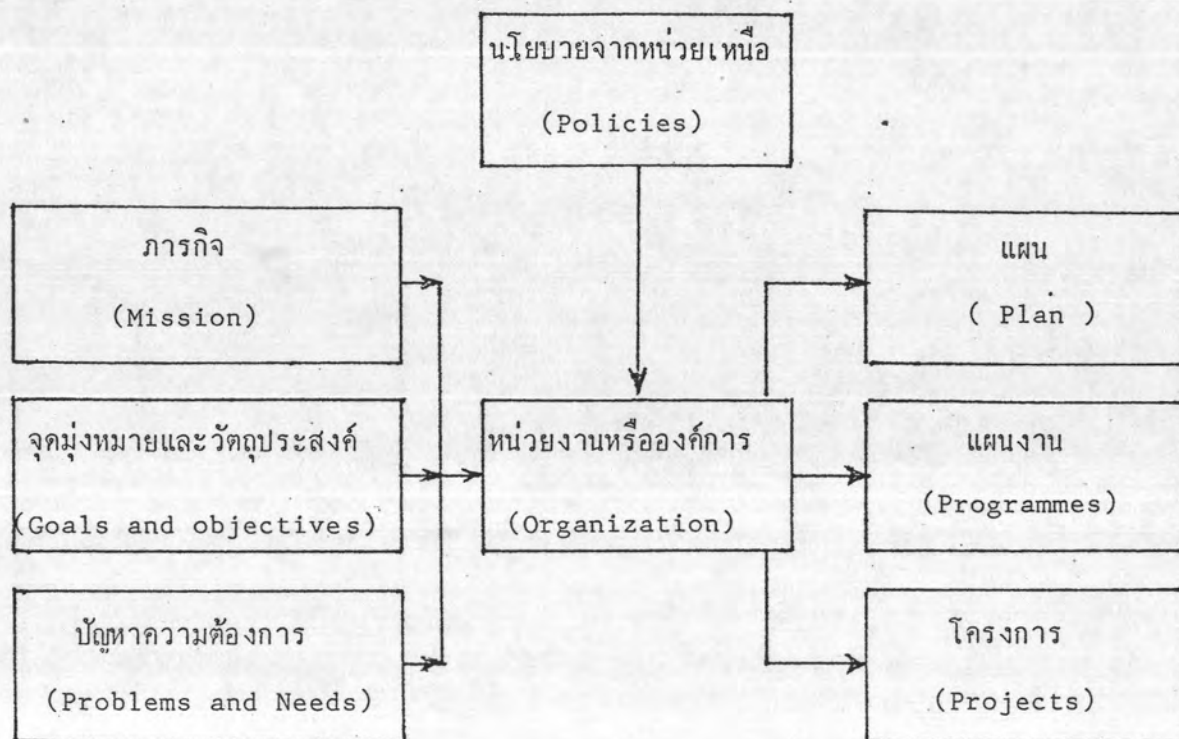 นโยบายจากหน่วยเหนือ
(Policies)
ภารกิจ
(Mission)
แผน
( Plan )
จุดมุ่งหมายและวัตถุประสงค์
(Goals and objectives)
หน่วยงานหรือองค์การ
(Organization)
แผนงาน
(Programmes)
ปัญหาความต้องการ
(Problems and Needs)
โครงการ
(Projects)